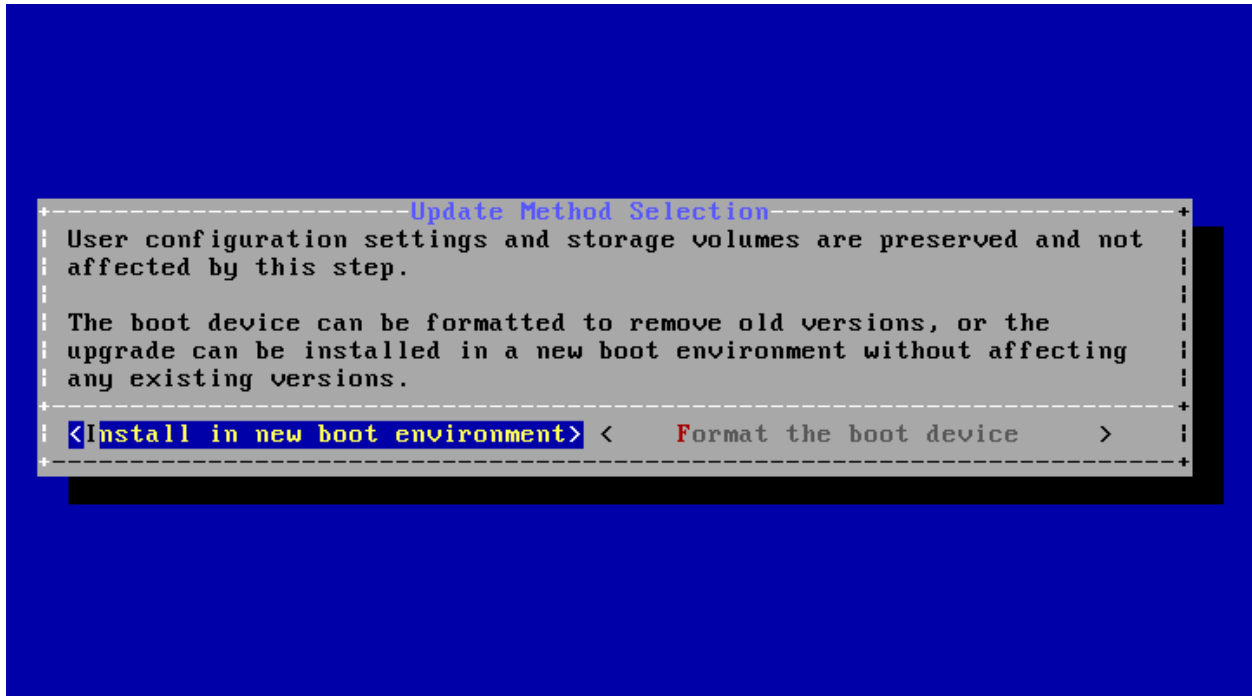 Update Method Selection
User configuration settings and storage volumes are preserved and not
affected by this step.
The boot device can be formatted to remove old versions, or the
upgrade can be installed in a new boot environment without affecting
any existing versions.
<Install in new boot environment> < Format the boot device >